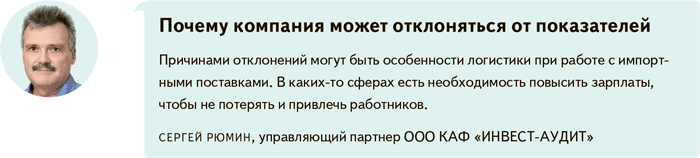 Почему компания может отклоняться от показателей
Причинами отклонений могут быть особенности логистики при работе с импорт-
ными поставками. В каких-то сферах есть необходимость повысить зарплаты,
чтобы не потерять и привлечь работников.
СЕРГЕЙ РЮМИН, управляющий партнер ООО КАФ «ИНВЕСТ-АУДИТ»